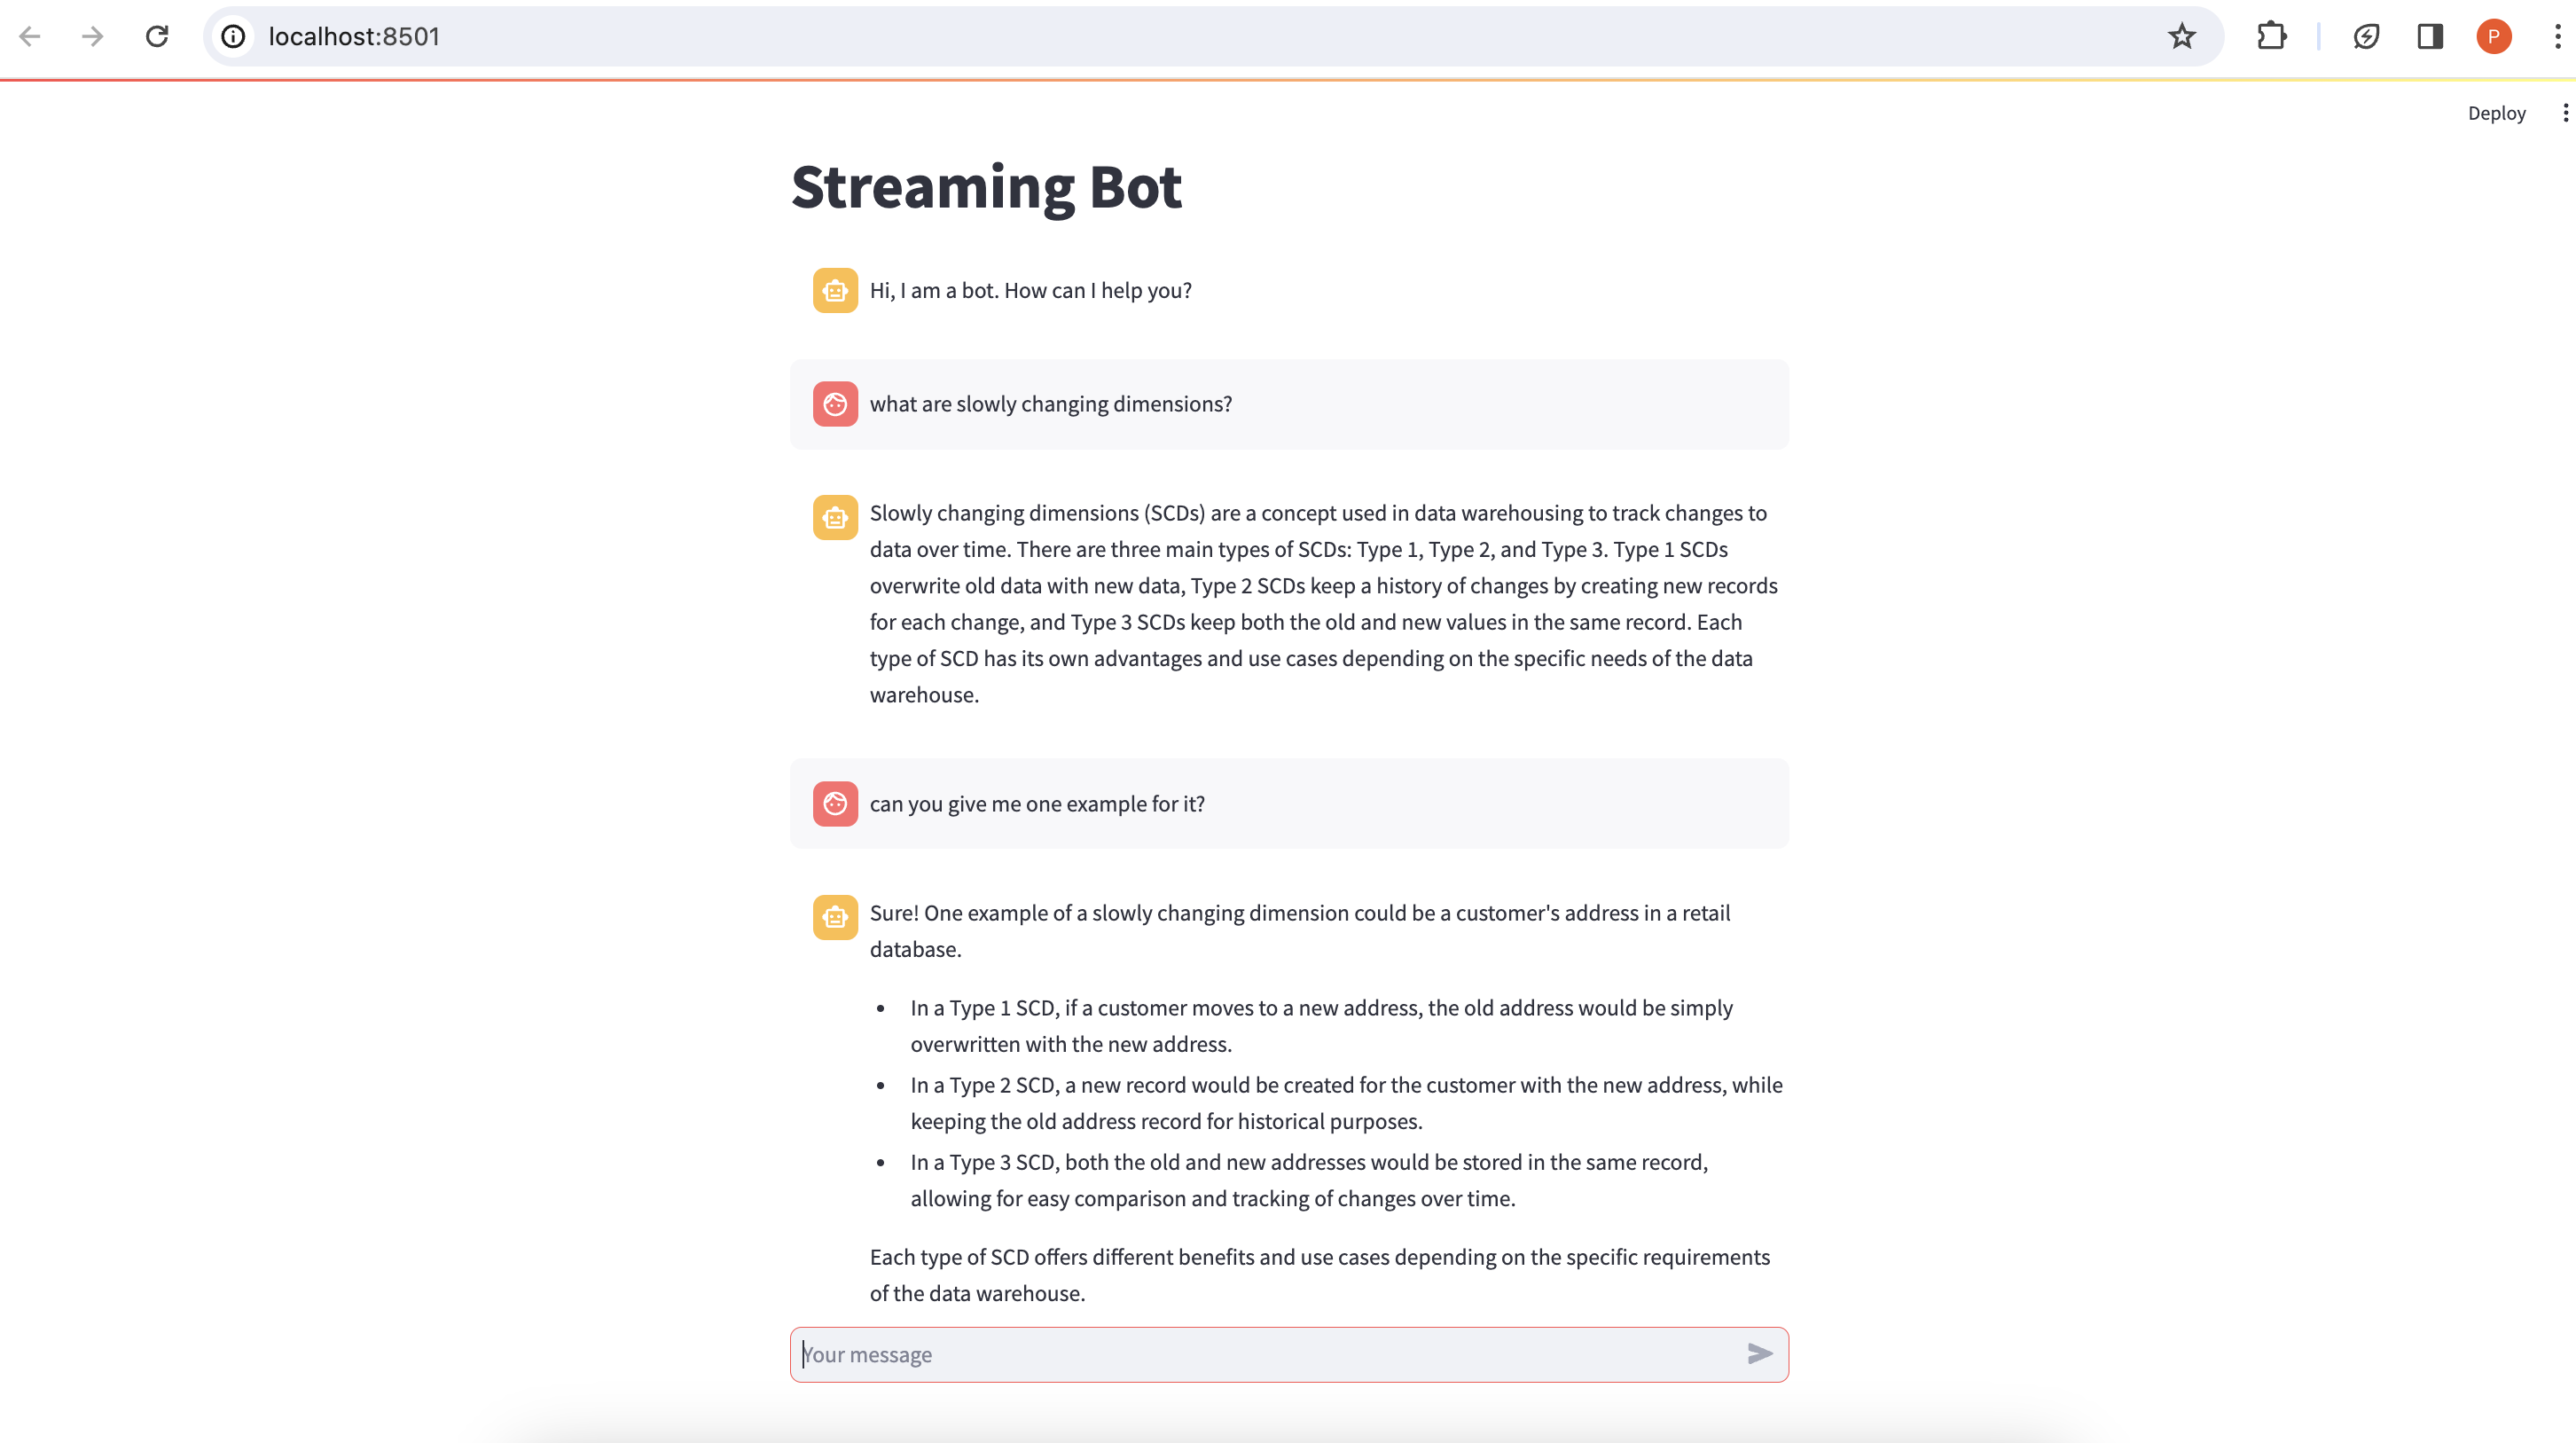 localhost:8501
P
Deploy
Streaming Bot
Hi, I am a bot. How can I help you?
what are slowly changing dimensions?
Slowly changing dimensions (SCDs) are a concept used in data warehousing to track changes to
data over time. There are three main types of SCDs: Type 1, Type 2, and Type 3. Type 1 SCDs
overwrite old data with new data, Type 2 SCDs keep a history of changes by creating new records
for each change, and Type 3 SCDs keep both the old and new values in the same record. Each
type of SCD has its own advantages and use cases depending on the specific needs of the data
warehouse.
can you give me one example for it?
Sure! One example of a slowly changing dimension could be a customer's address in a retail
database.
• In a Type 1 SCD, if a customer moves to a new address, the old address would be simply
overwritten with the new address.
• In a Type 2 SCD, a new record would be created for the customer with the new address, while
keeping the old address record for historical purposes.
• In a Type 3 SCD, both the old and new addresses would be stored in the same record,
allowing for easy comparison and tracking of changes over time.
Each type of SCD offers different benefits and use cases depending on the specific requirements
of the data warehouse.
Your message